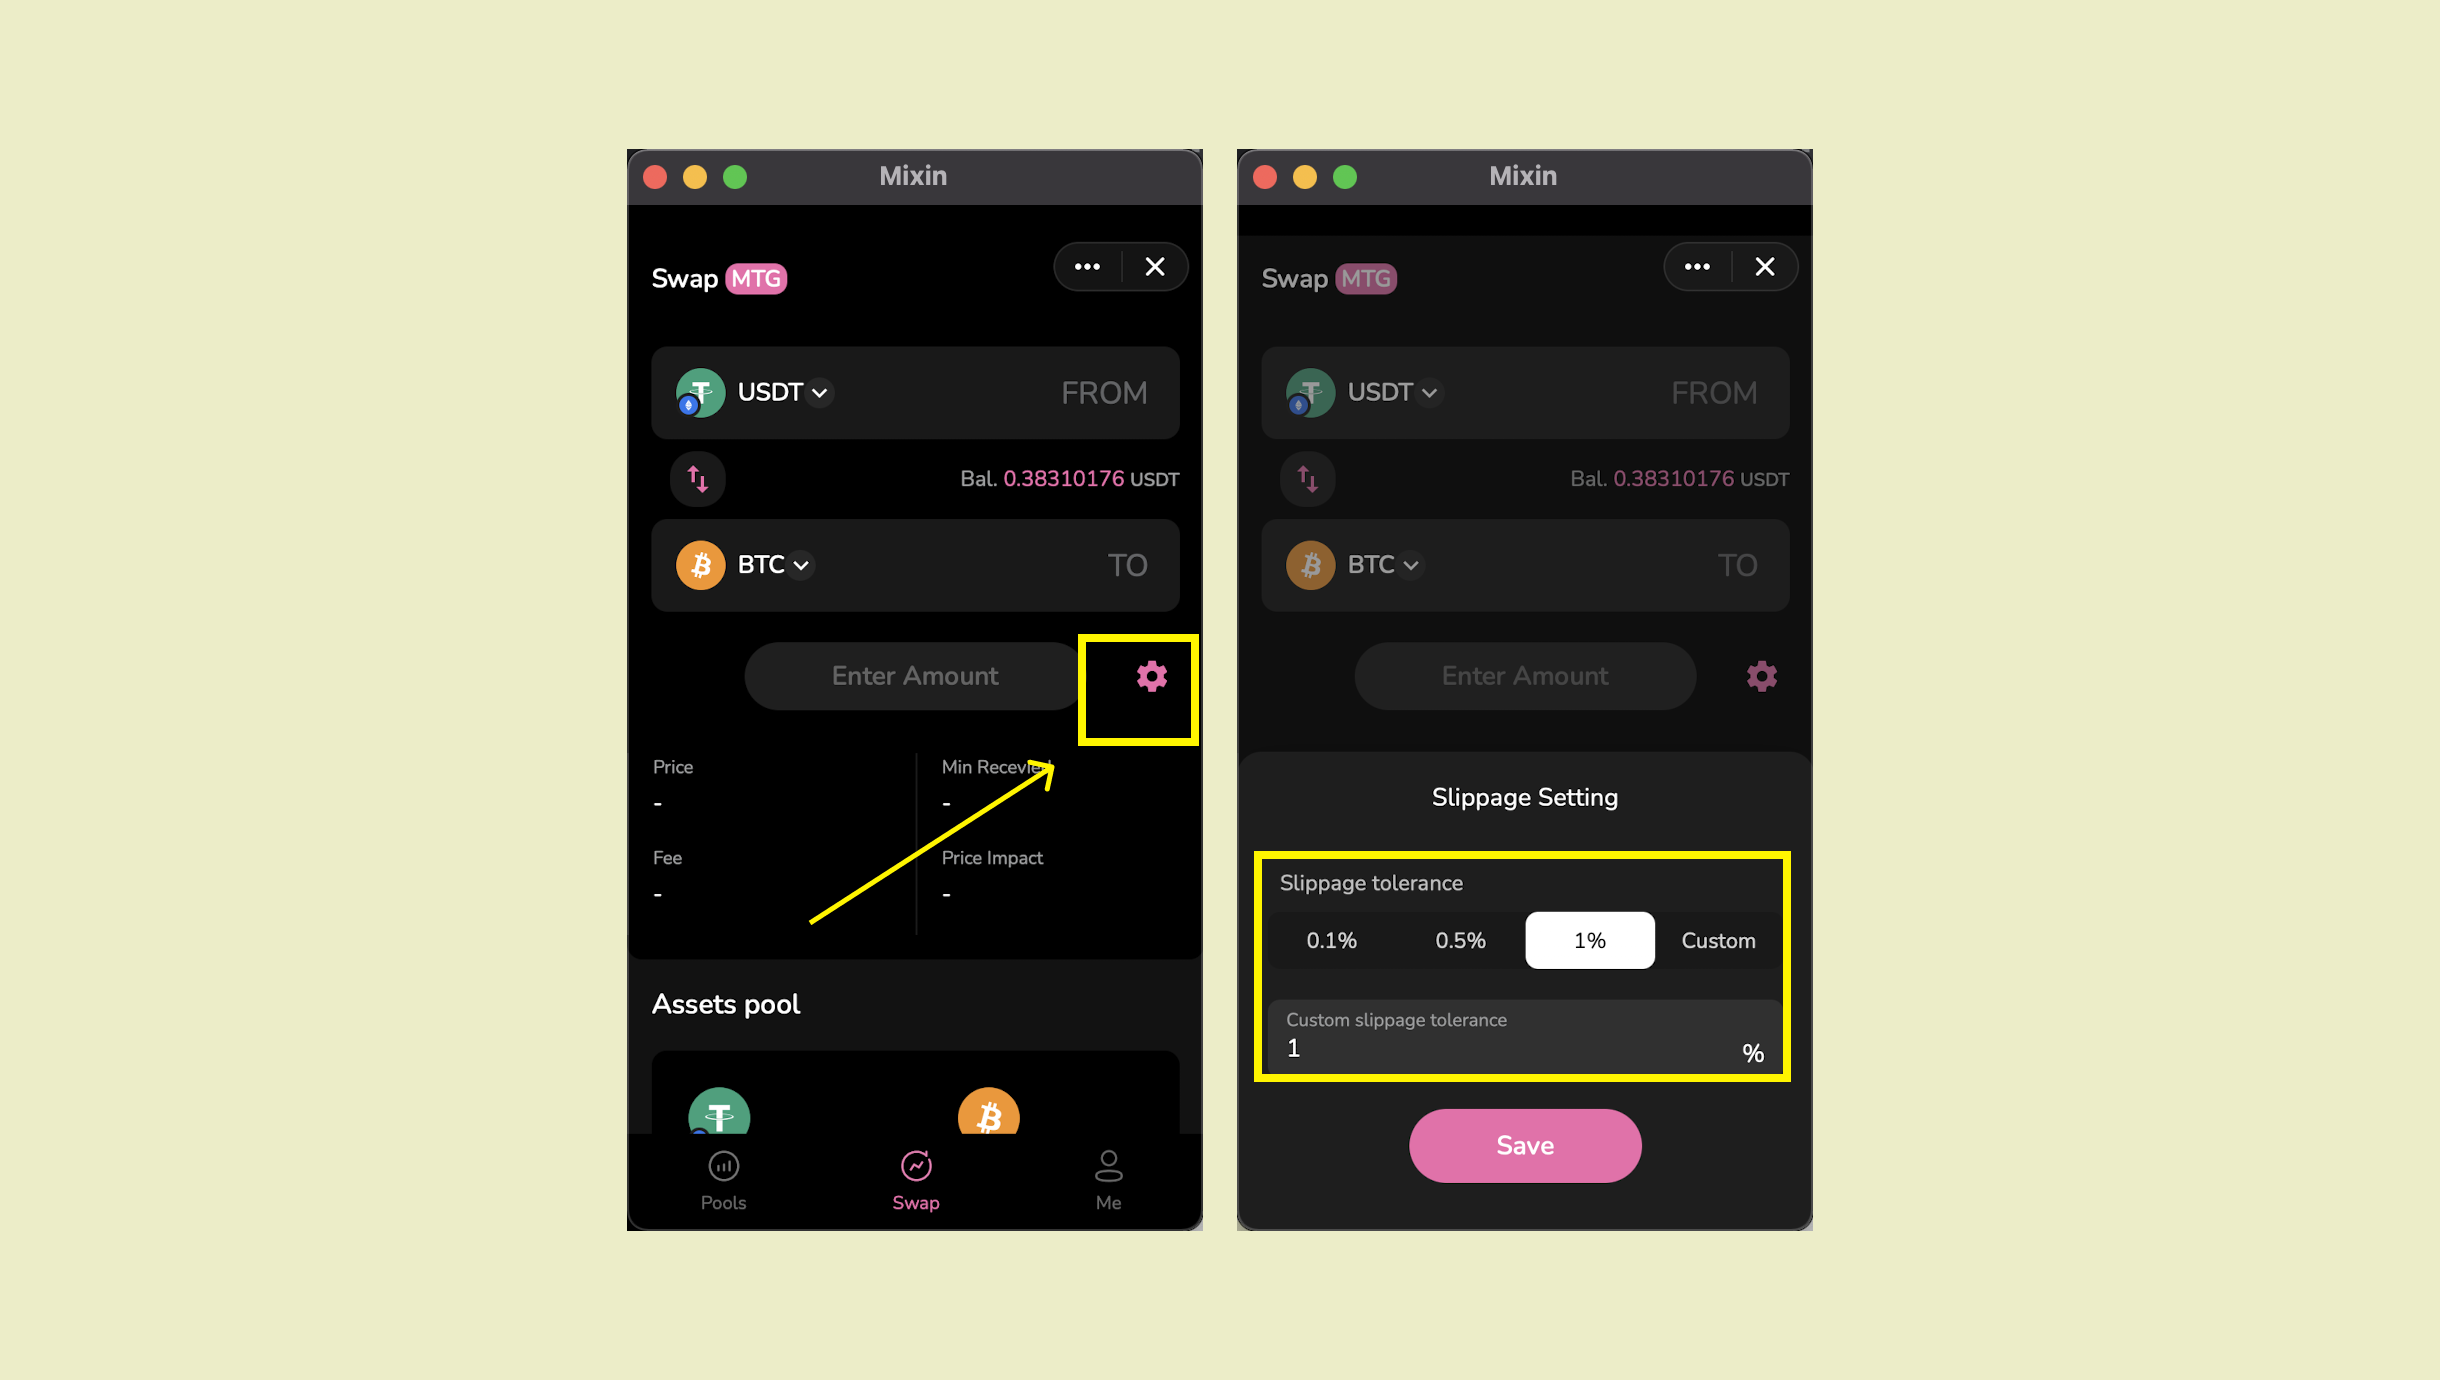 Mixin
Swap MTG
USDT FROM
Bal. 0.38310176 USDT
BTC TO
Enter Amount
Price Min Recevied
- -
Fee Price Impact
- -
Assets pool
Pools Swap Me
Mixin
Swap MTG
USDT FROM
Bal. 0.38310176 USDT
BTC TO
Enter Amount
Slippage Setting
Slippage tolerance
0.1% 0.5% 1% Custom
Custom slippage tolerance
1 %
Save